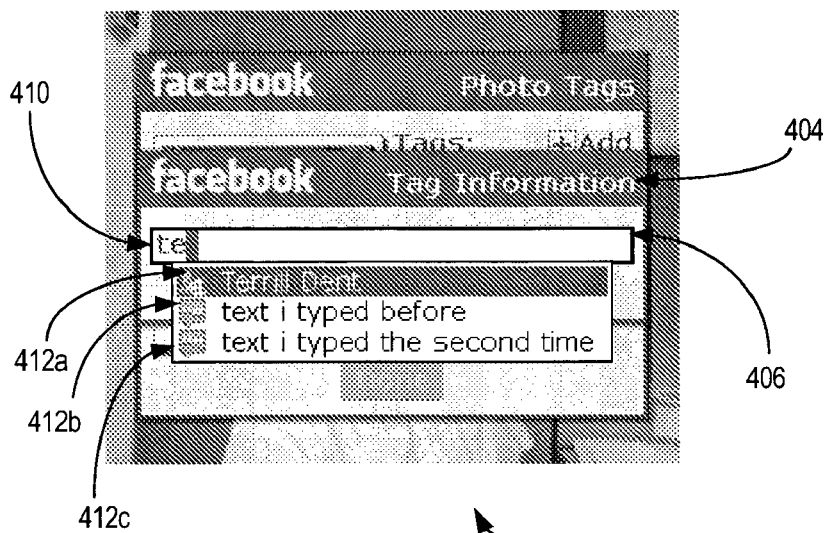 facebook Photo Tags
410
Tags: Add
404
facebook Tag Information
te
Terrill Dent
text i typed before
text i typed the second time
412a
406
412b
412c